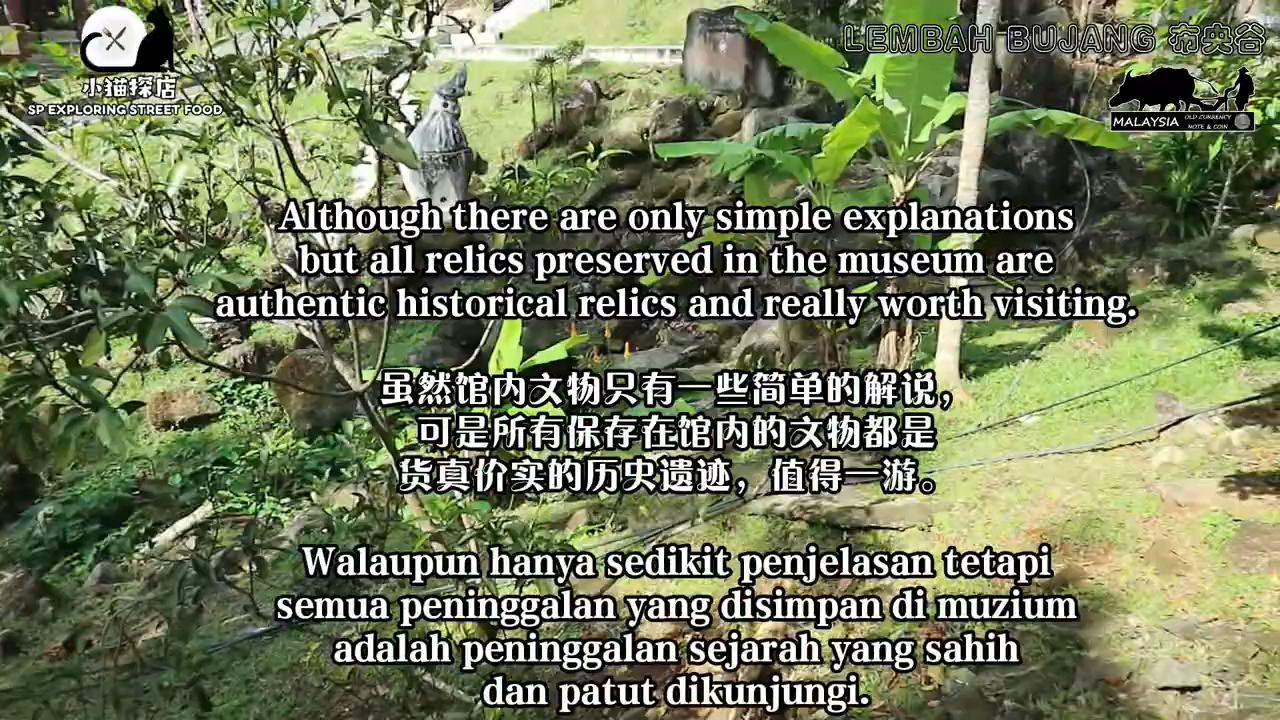 小猫探店
SP EXPLORING STREET FOOD
LEMBAH BUJANG 布央谷
MALAYSIA OLD CURRENCY
NOTE & COIN
Although there are only simple explanations
but all relics preserved in the museum are
authentic historical relics and really worth visiting.
虽然馆内文物只有一些简单的解说，
可是所有保存在馆内的文物都是
货真价实的历史遗迹，值得一游。
Walaupun hanya sedikit penjelasan tetapi
semua peninggalan yang disimpan di muzium
adalah peninggalan sejarah yang sahih
dan patut dikunjungi.